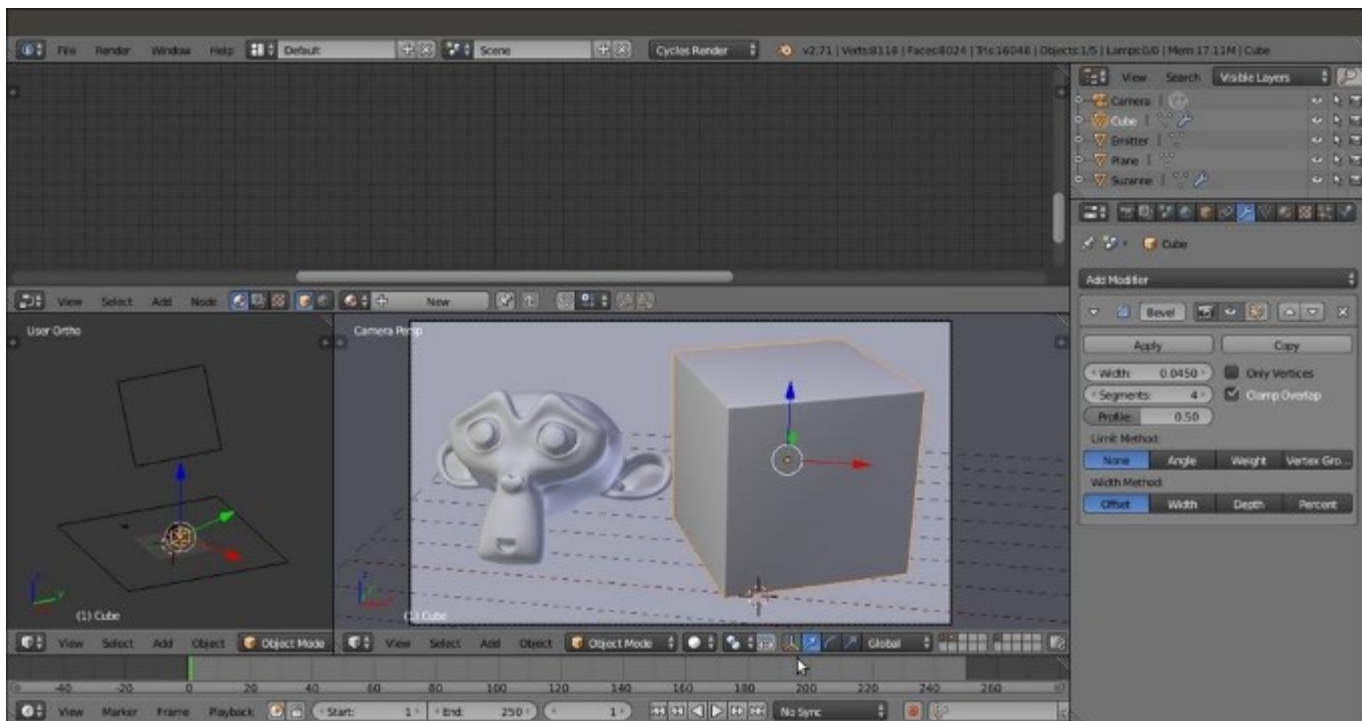 File Render Window Help Default Scene Cycles Render v2.71 | Verts:8118 | Faces:8024 | Tris:16048 | Objects:1/5 | Lamps:0/0 | Mem:17.11M | Cube
View Search Visible Layers
Camera
Cube
Emitter
Plane
Suzanne
Cube
Add Modifier
Bevel
Apply Copy
Width: 0.0450 Only Vertices
Segments: 4 Clamp Overlap
Profile: 0.50
Limit Method:
None Angle Weight Vertex Gro...
Width Method:
Offset Width Depth Percent
View Select Add Node New
User Ortho
Camera Persp
(1) Cube
(1) Cube
View Select Add Object Object Mode
View Select Add Object Object Mode Global
-40 -20 0 20 40 60 80 100 120 140 160 180 200 220 240 260
View Marker Frame Playback Start: 1 End: 250 1 No Sync